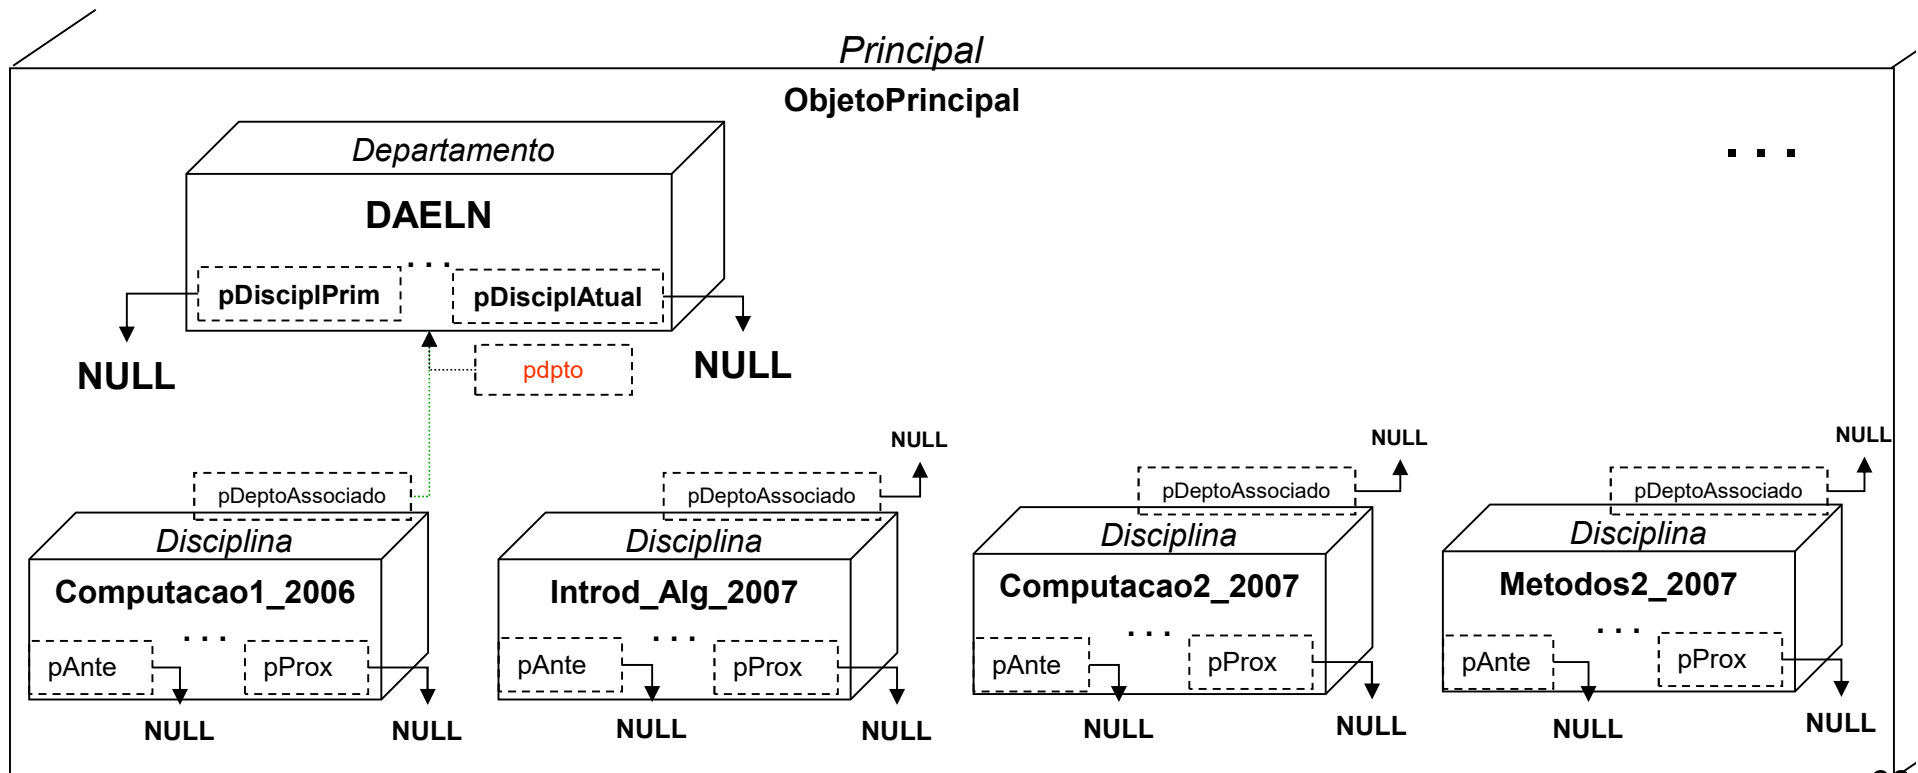 Principal
ObjetoPrincipal
Departamento
. . .
DAELN
. . .
pDisciplPrim
pDisciplAtual
NULL
NULL
pdpto
NULL
NULL
NULL
pDeptoAssociado
pDeptoAssociado
pDeptoAssociado
pDeptoAssociado
Disciplina
Disciplina
Disciplina
Disciplina
Computacao1_2006
Introd_Alg_2007
Computacao2_2007
Metodos2_2007
. . .
. . .
. . .
. . .
pAnte
pProx
pAnte
pProx
pAnte
pProx
pAnte
pProx
NULL
NULL
NULL
NULL
NULL
NULL
NULL
NULL